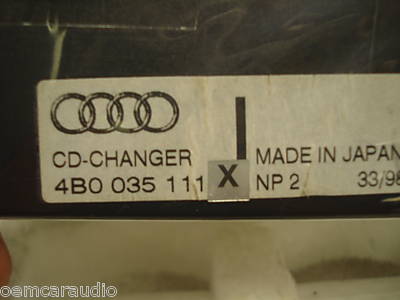 CD-CHANGER MADE IN JAPAN
4B0 035 111 X NP 2 33/98
oemcaraudio